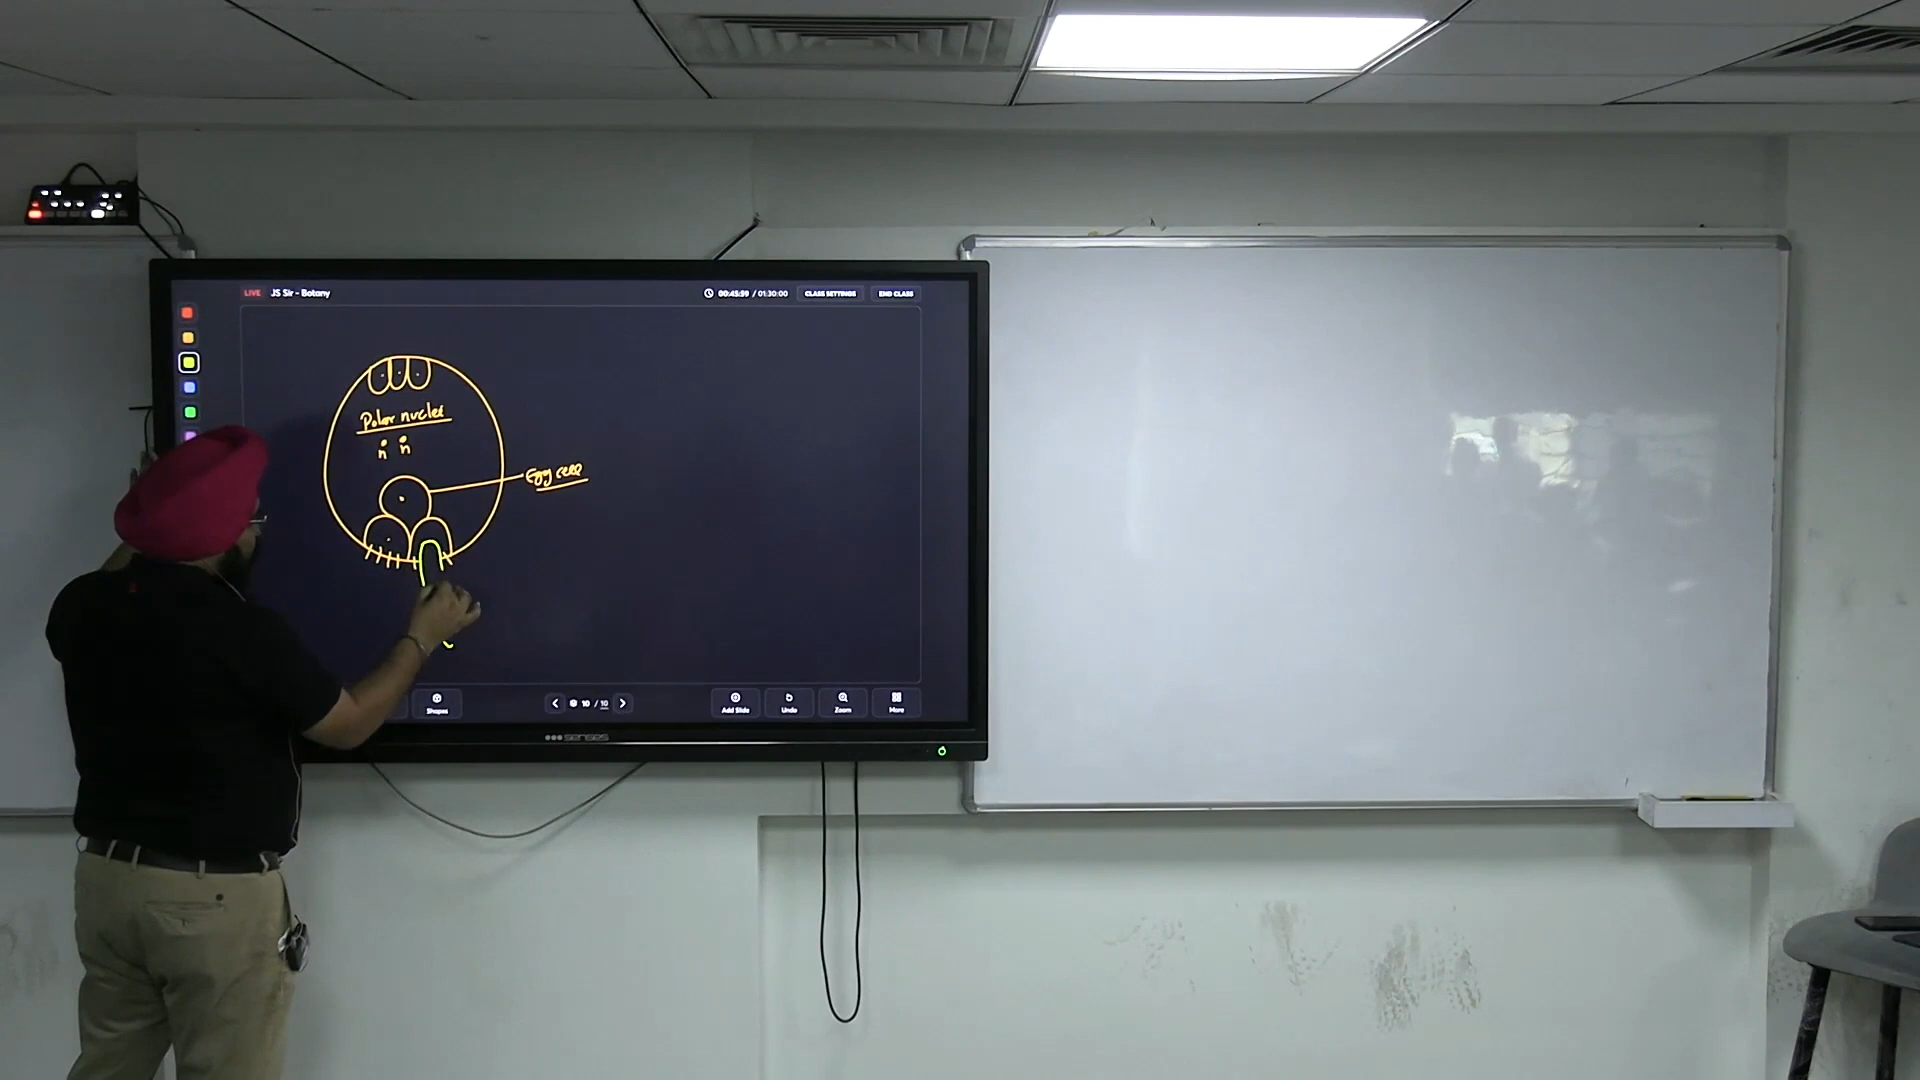 LIVE JS Sir - Botany 00:45:59 / 01:30:00 CLASS SETTINGS END CLASS
Polar nuclei
n n
Egg cell
Shapes 10 / 10 Add Slide Undo Zoom More
senses